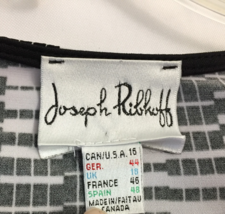 Joseph Ribkoff
CAN/U.S.A. 16
GER. 44
UK 18
FRANCE 46
SPAIN 48
MADE IN/FAIT AU
CANADA